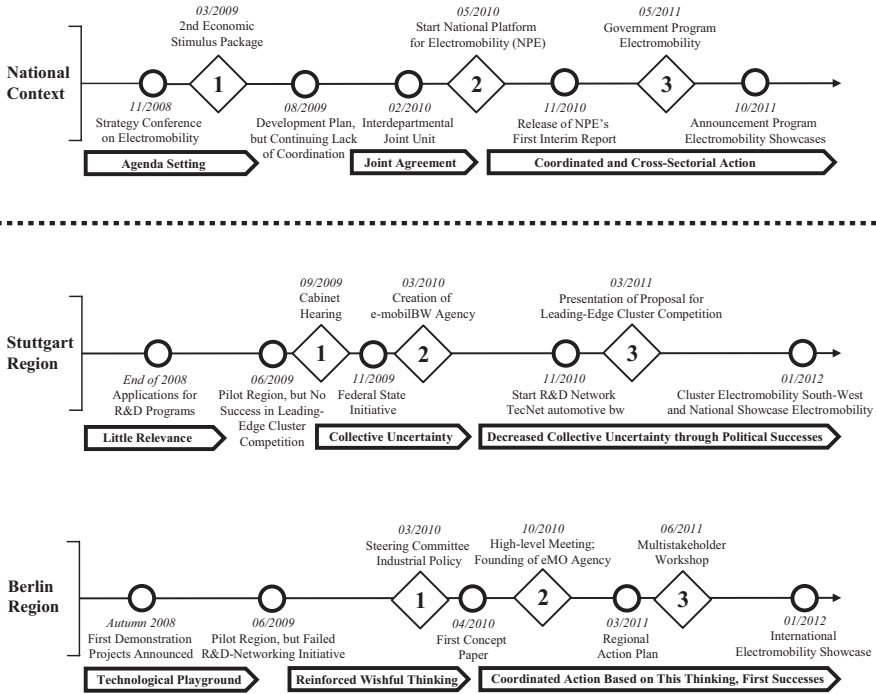 National
Context
03/2009
2nd Economic
Stimulus Package
1
05/2010
Start National Platform
for Electromobility (NPE)
2
05/2011
Government Program
Electromobility
3
11/2008
Strategy Conference
on Electromobility
08/2009
Development Plan,
but Continuing Lack
of Coordination
02/2010
Interdepartmental
Joint Unit
11/2010
Release of NPE's
First Interim Report
10/2011
Announcement Program
Electromobility Showcases
Agenda Setting
Joint Agreement
Coordinated and Cross-Sectorial Action
Stuttgart
Region
09/2009
Cabinet
Hearing
1
03/2010
Creation of
e-mobilBW Agency
2
03/2011
Presentation of Proposal for
Leading-Edge Cluster Competition
3
End of 2008
Applications for
R&D Programs
06/2009
Pilot Region, but No
Success in Leading-
Edge Cluster
Competition
11/2009
Federal State
Initiative
11/2010
Start R&D Network
TecNet automotive bw
01/2012
Cluster Electromobility South-West
and National Showcase Electromobility
Little Relevance
Collective Uncertainty
Decreased Collective Uncertainty through Political Successes
Berlin
Region
03/2010
Steering Committee
Industrial Policy
1
10/2010
High-level Meeting;
Founding of eMO Agency
2
06/2011
Multistakeholder
Workshop
3
Autumn 2008
First Demonstration
Projects Announced
06/2009
Pilot Region, but Failed
R&D-Networking Initiative
04/2010
First Concept
Paper
03/2011
Regional
Action Plan
01/2012
International
Electromobility Showcase
Technological Playground
Reinforced Wishful Thinking
Coordinated Action Based on This Thinking, First Successes